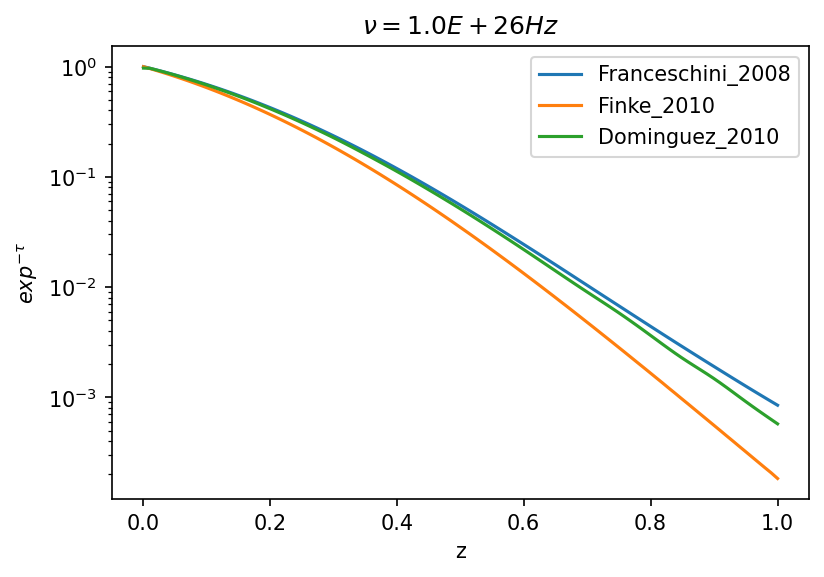 ν = 1.0E + 26Hz
Franceschini_2008
Finke_2010
Dominguez_2010
10⁰
10⁻¹
10⁻²
10⁻³
exp⁻τ
0.0 0.2 0.4 0.6 0.8 1.0
z